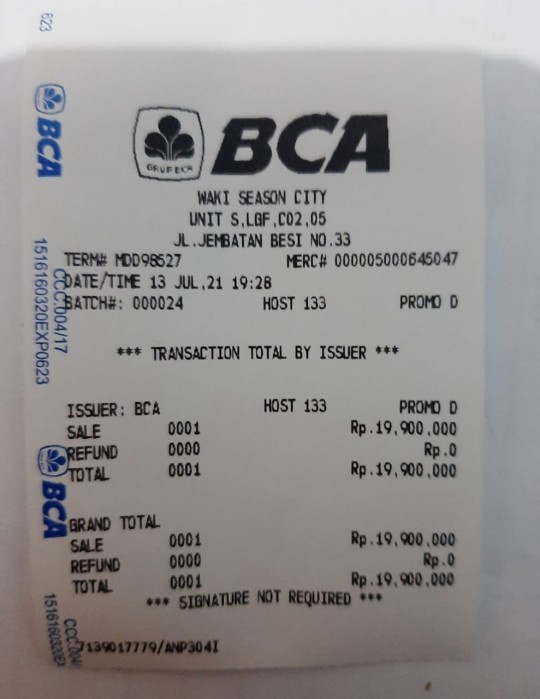 623
BCA
GRUP BCA
BCA
WAKI SEASON CITY
UNIT S,LGF,C02,05
JL.JEMBATAN BESI NO.33
TERM# MDD98527 MERC# 000005000645047
DATE/TIME 13 JUL,21 19:28
BATCH#: 000024 HOST 133 PROMO D
CCC.004/17
1516160320EXP0623
*** TRANSACTION TOTAL BY ISSUER ***
ISSUER: BCA HOST 133 PROMO D
SALE 0001 Rp.19,900,000
REFUND 0000 Rp.0
TOTAL 0001 Rp.19,900,000
BCA
GRAND TOTAL
SALE 0001 Rp.19,900,000
REFUND 0000 Rp.0
TOTAL 0001 Rp.19,900,000
*** SIGNATURE NOT REQUIRED ***
7139017779/ANP304I